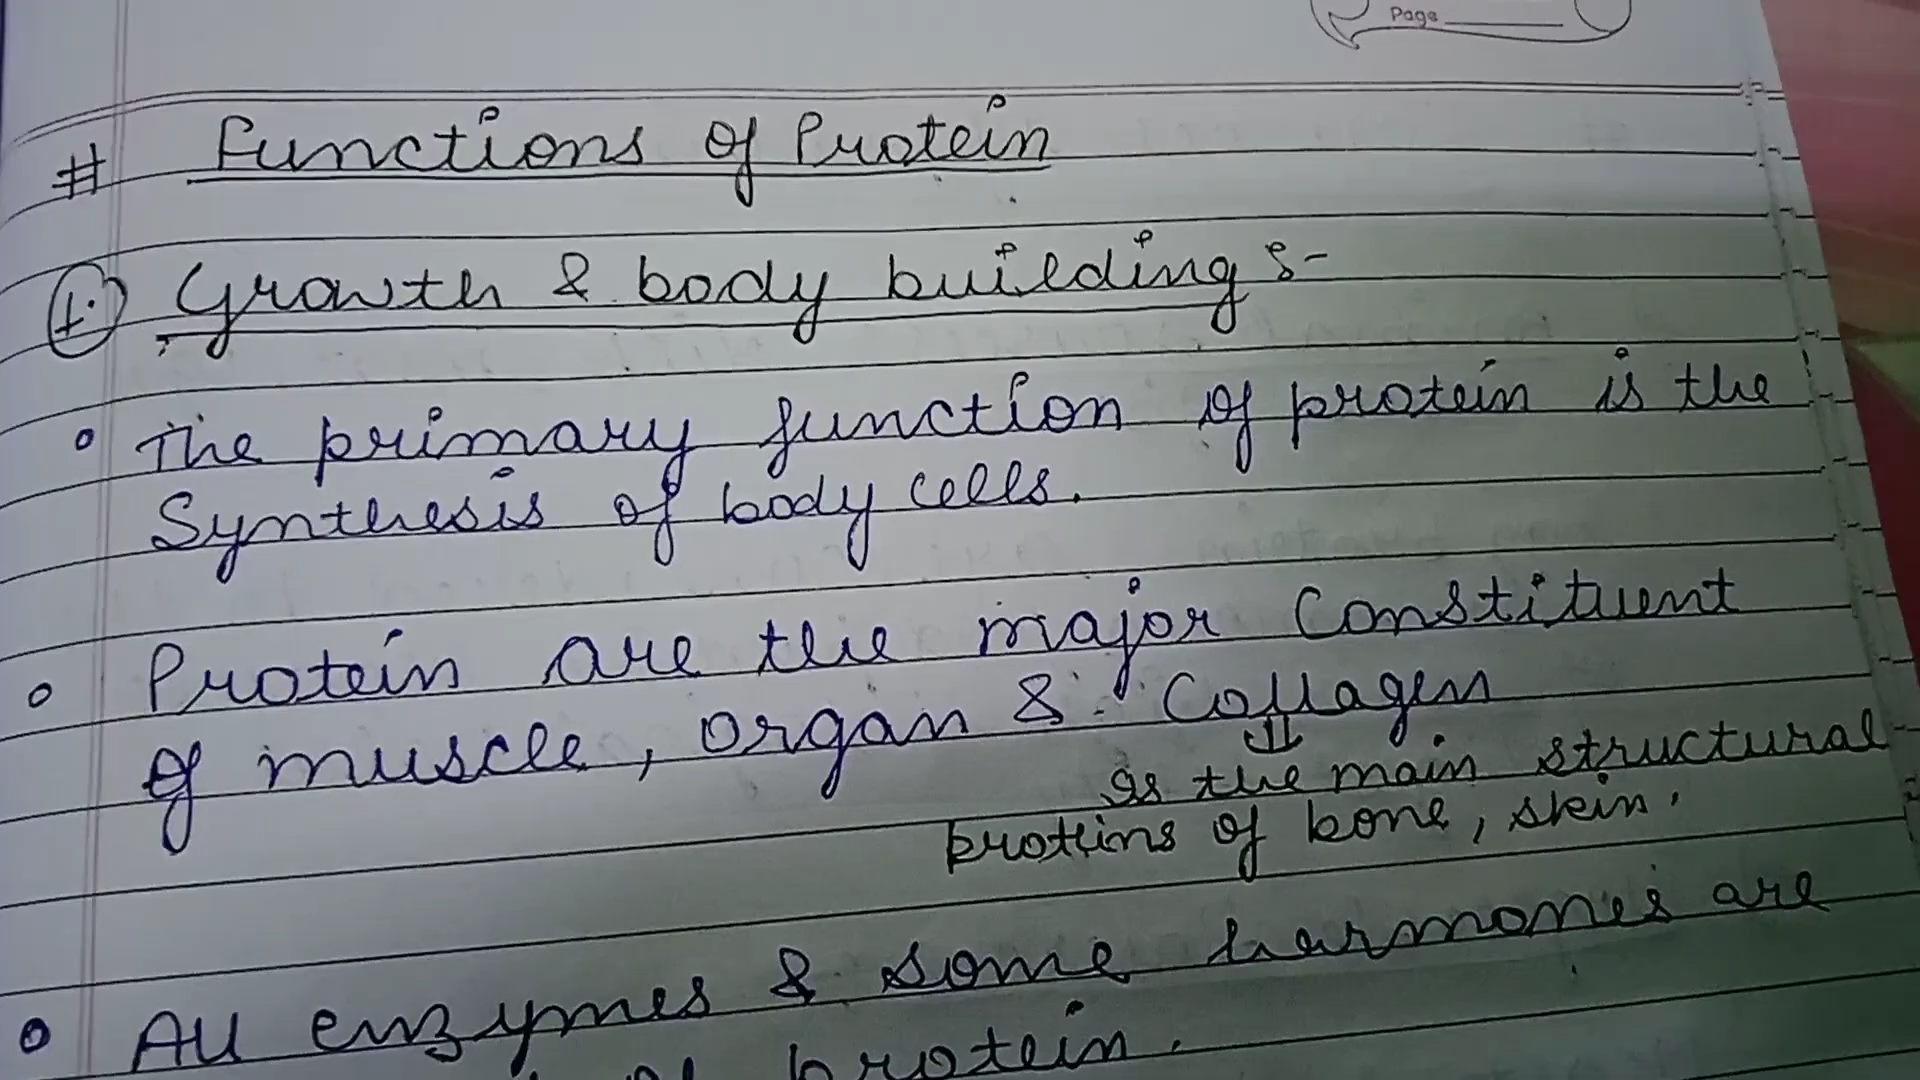 Page
# Functions of Protein
1. Growth & body building :-
The primary function of protein is the
Synthesis of body cells.
Protein are the major Constituent
of muscle, organ & Collagen
⇓
is the main structural
proteins of bone, skin.
All enzymes & some harmones are
of protein.